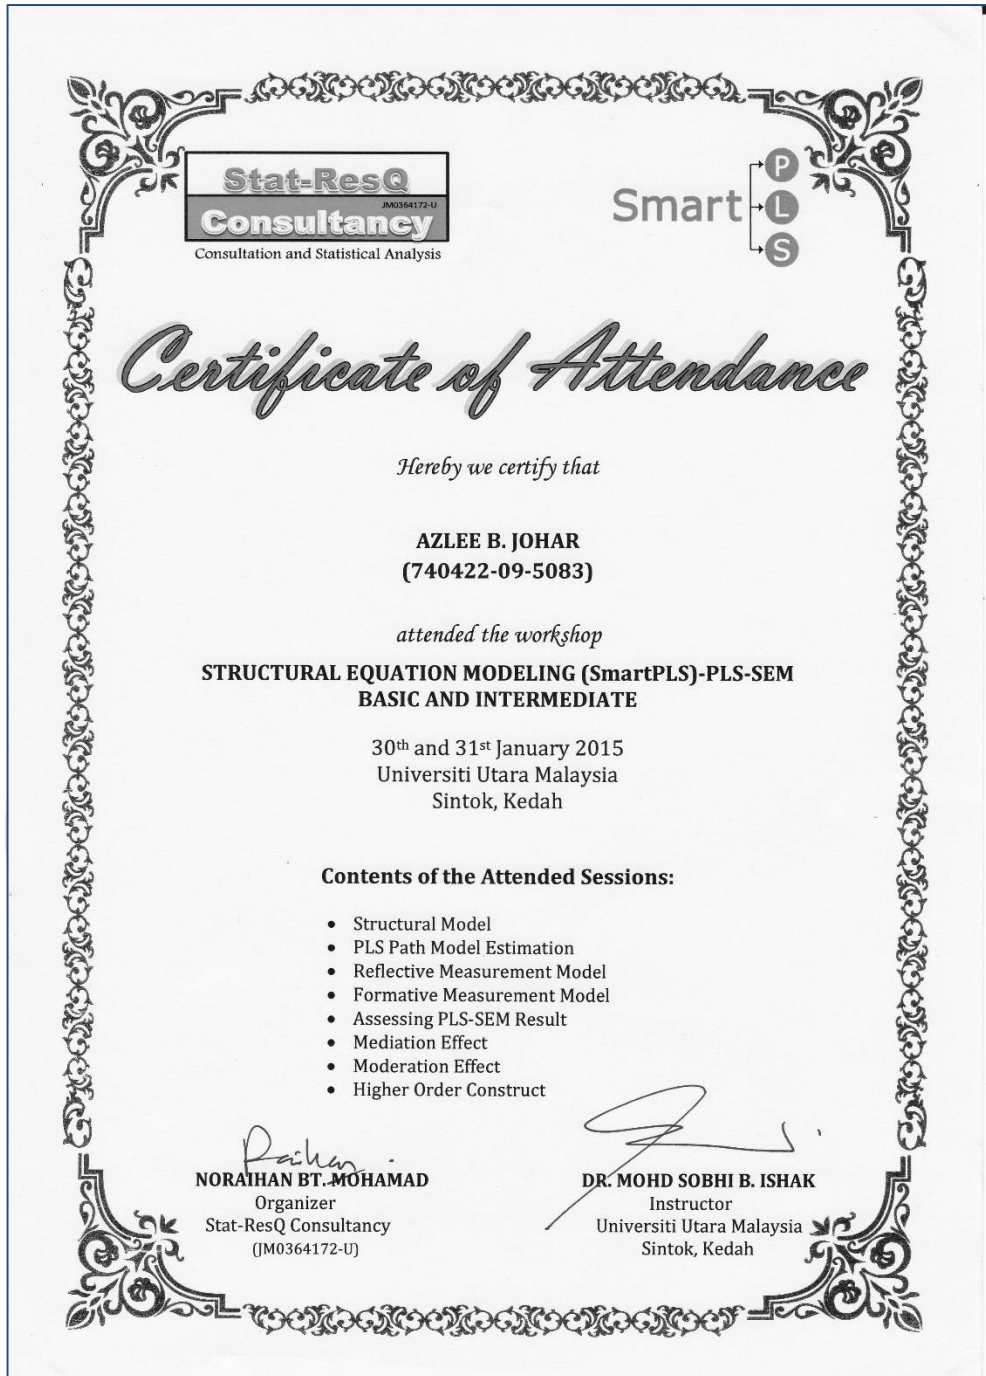 Stat-ResQ
JM0364172-U
Consultancy
Consultation and Statistical Analysis
Smart P L S
Certificate of Attendance
Hereby we certify that
AZLEE B. JOHAR
(740422-09-5083)
attended the workshop
STRUCTURAL EQUATION MODELING (SmartPLS)-PLS-SEM
BASIC AND INTERMEDIATE
30th and 31st January 2015
Universiti Utara Malaysia
Sintok, Kedah
Contents of the Attended Sessions:
• Structural Model
• PLS Path Model Estimation
• Reflective Measurement Model
• Formative Measurement Model
• Assessing PLS-SEM Result
• Mediation Effect
• Moderation Effect
• Higher Order Construct
NORAIHAN BT. MOHAMAD
Organizer
Stat-ResQ Consultancy
(JM0364172-U)
DR. MOHD SOBHI B. ISHAK
Instructor
Universiti Utara Malaysia
Sintok, Kedah